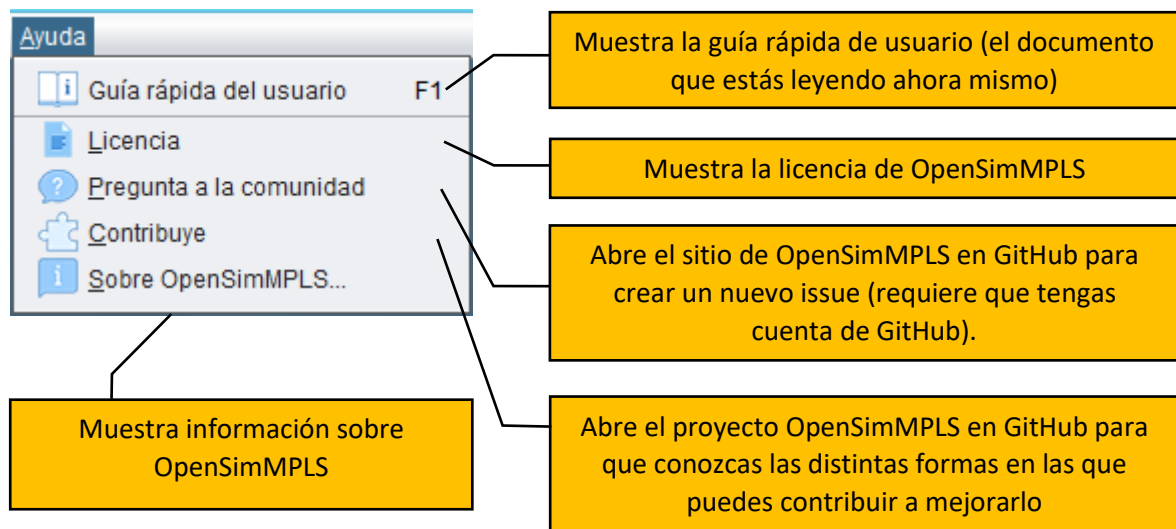 Ayuda
Guía rápida del usuario F1
Licencia
Pregunta a la comunidad
Contribuye
Sobre OpenSimMPLS...
Muestra la guía rápida de usuario (el documento
que estás leyendo ahora mismo)
Muestra la licencia de OpenSimMPLS
Abre el sitio de OpenSimMPLS en GitHub para
crear un nuevo issue (requiere que tengas
cuenta de GitHub).
Abre el proyecto OpenSimMPLS en GitHub para
que conozcas las distintas formas en las que
puedes contribuir a mejorarlo
Muestra información sobre
OpenSimMPLS